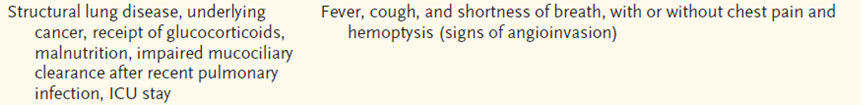 Structural lung disease, underlying
cancer, receipt of glucocorticoids,
malnutrition, impaired mucociliary
clearance after recent pulmonary
infection, ICU stay
Fever, cough, and shortness of breath, with or without chest pain and
hemoptysis (signs of angioinvasion)